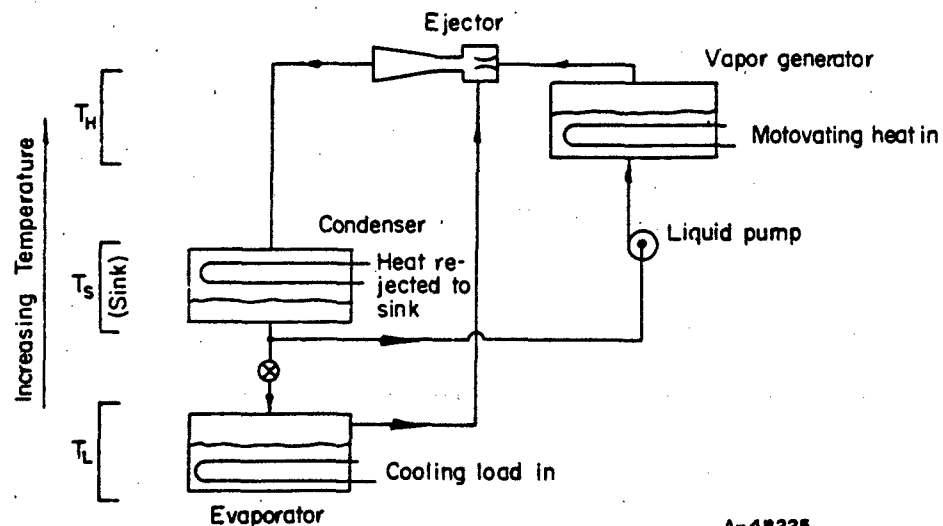 Ejector
Vapor generator
T_H
Motovating heat in
Increasing Temperature
Condenser
Liquid pump
T_S
(Sink)
Heat re-
jected to
sink
T_L
Cooling load in
Evaporator
A-48225